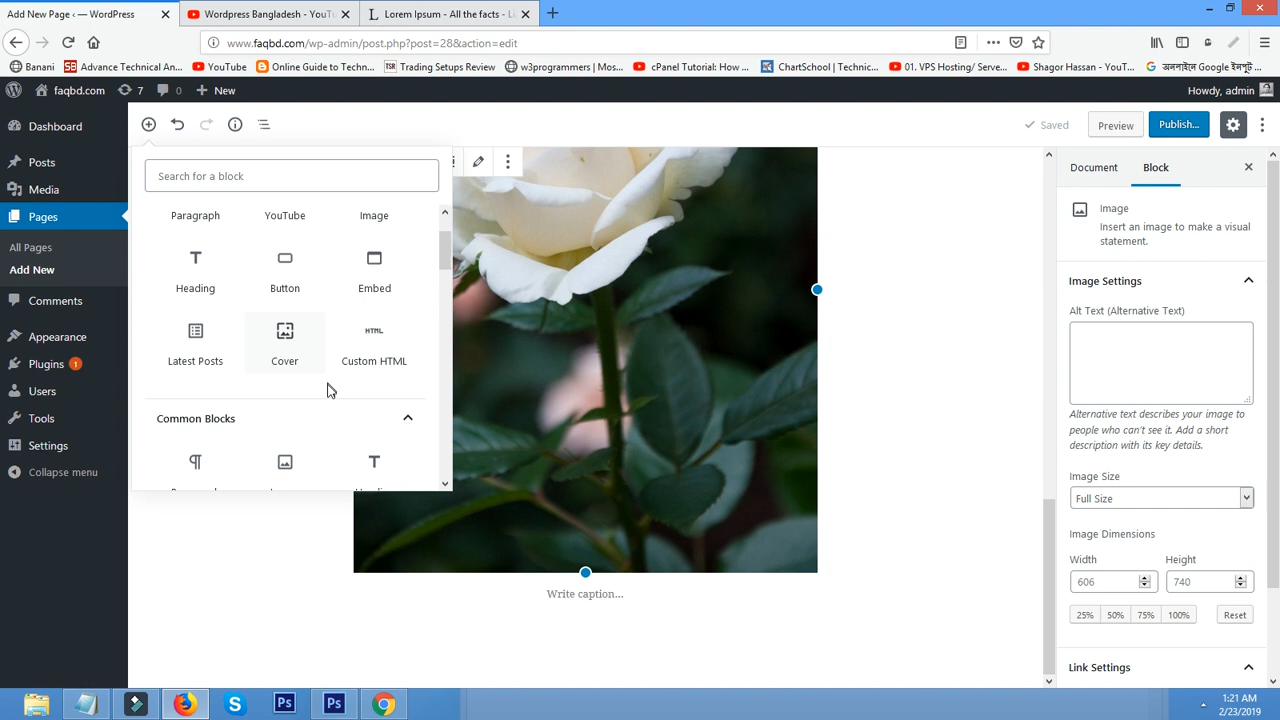 Add New Page ‹ — WordPress
Wordpress Bangladesh - YouTu
Lorem Ipsum - All the facts - Li
www.faqbd.com/wp-admin/post.php?post=28&action=edit
Banani
Advance Technical An...
YouTube
Online Guide to Techn...
TSR
Trading Setups Review
w3programmers | Mos...
cPanel Tutorial: How ...
ChartSchool | Technic...
01. VPS Hosting/ Serve...
Shagor Hassan - YouT...
অনলাইনে Google ইনপুট ...
faqbd.com
7
0
New
Howdy, admin
Dashboard
Posts
Media
Pages
All Pages
Add New
Comments
Appearance
Plugins 1
Users
Tools
Settings
Collapse menu
Saved
Preview
Publish...
Search for a block
Paragraph
YouTube
Image
Heading
Button
Embed
Latest Posts
Cover
HTML
Custom HTML
Common Blocks
Write caption...
Document
Block
Image
Insert an image to make a visual
statement.
Image Settings
Alt Text (Alternative Text)
Alternative text describes your image to
people who can't see it. Add a short
description with its key details.
Image Size
Full Size
Image Dimensions
Width
Height
606
740
25%
50%
75%
100%
Reset
Link Settings
Ps
Ps
1:21 AM
2/23/2019